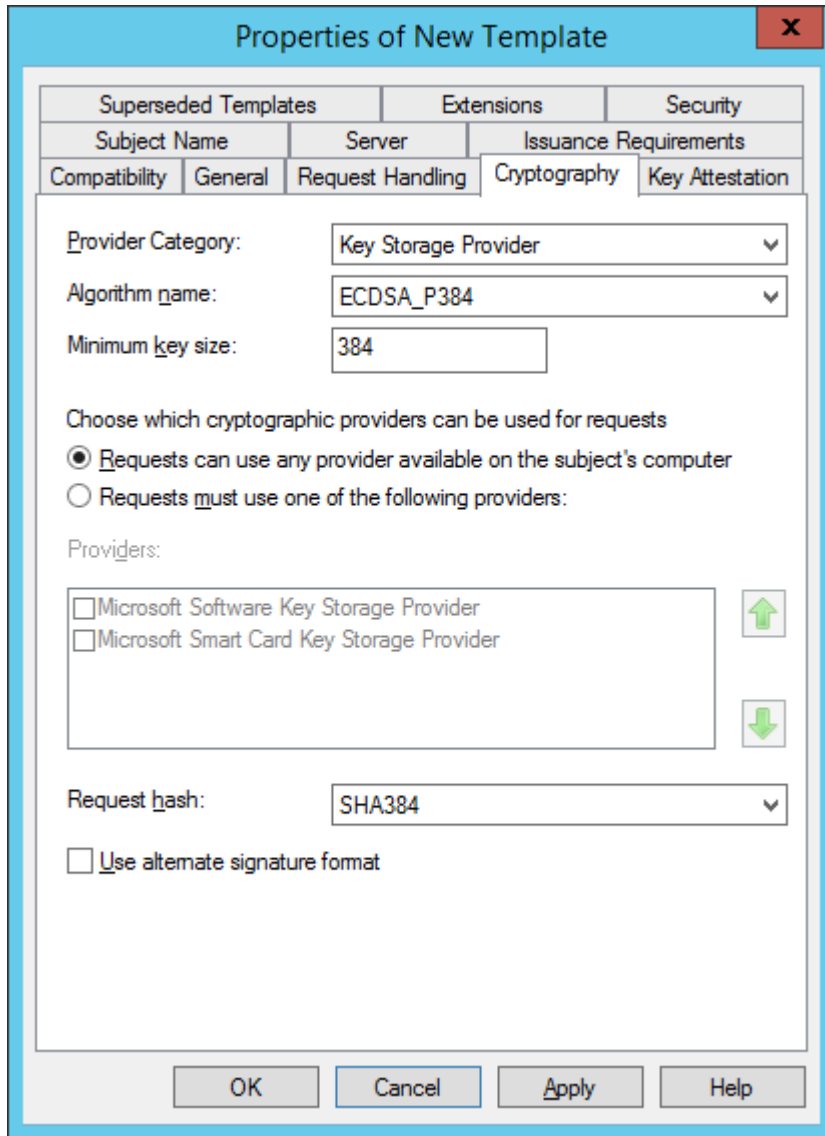 Properties of New Template
x
Superseded Templates Extensions Security
Subject Name Server Issuance Requirements
Compatibility General Request Handling Cryptography Key Attestation
Provider Category: Key Storage Provider
Algorithm name: ECDSA_P384
Minimum key size: 384
Choose which cryptographic providers can be used for requests
Requests can use any provider available on the subject's computer
Requests must use one of the following providers:
Providers:
Microsoft Software Key Storage Provider
Microsoft Smart Card Key Storage Provider
Request hash: SHA384
Use alternate signature format
OK Cancel Apply Help